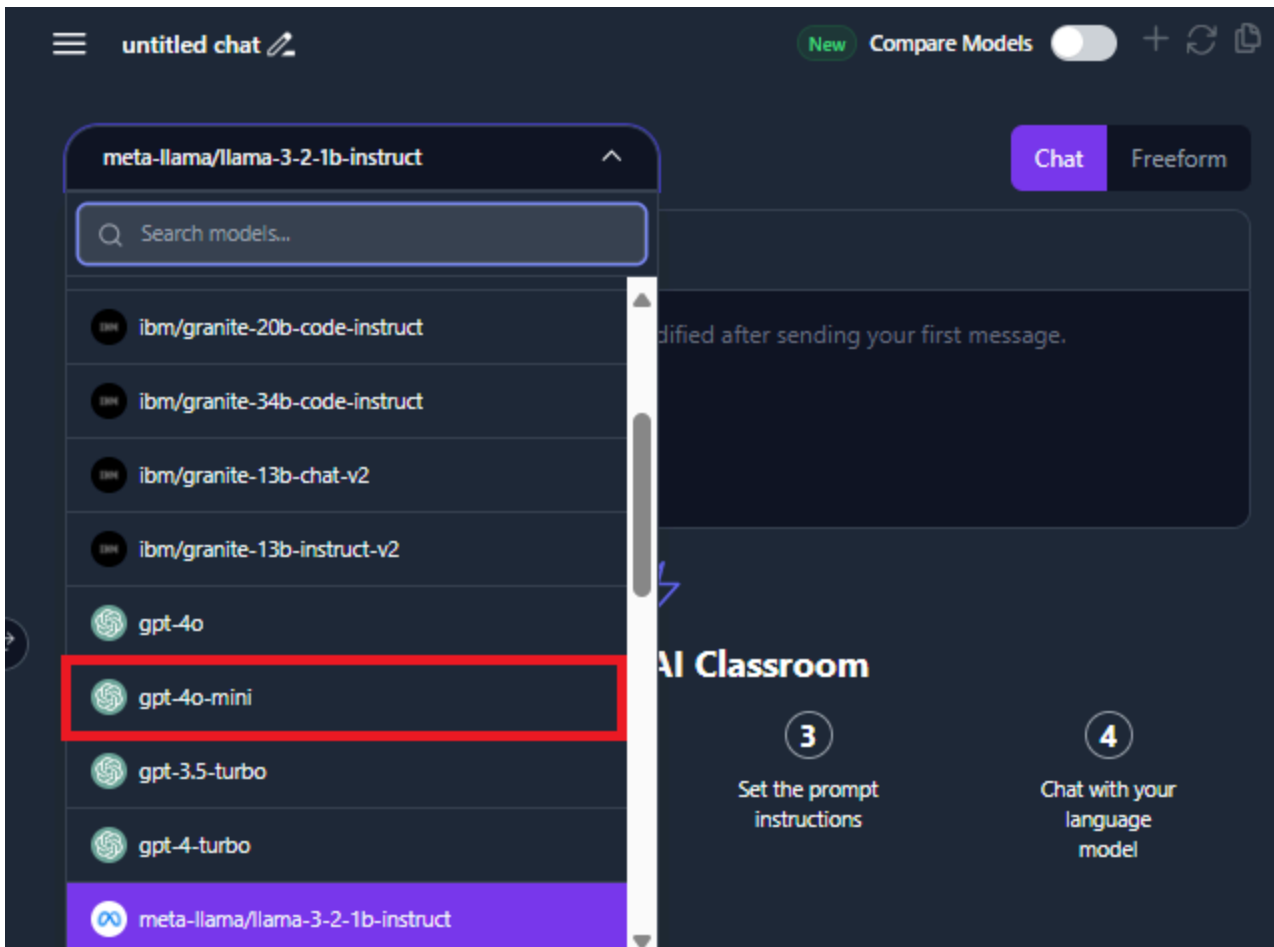 untitled chat
New Compare Models
meta-llama/llama-3-2-1b-instruct
Chat Freeform
Search models...
ibm/granite-20b-code-instruct
dified after sending your first message.
ibm/granite-34b-code-instruct
ibm/granite-13b-chat-v2
ibm/granite-13b-instruct-v2
gpt-4o
AI Classroom
gpt-4o-mini
3
Set the prompt
instructions
4
Chat with your
language
model
gpt-3.5-turbo
gpt-4-turbo
meta-llama/llama-3-2-1b-instruct